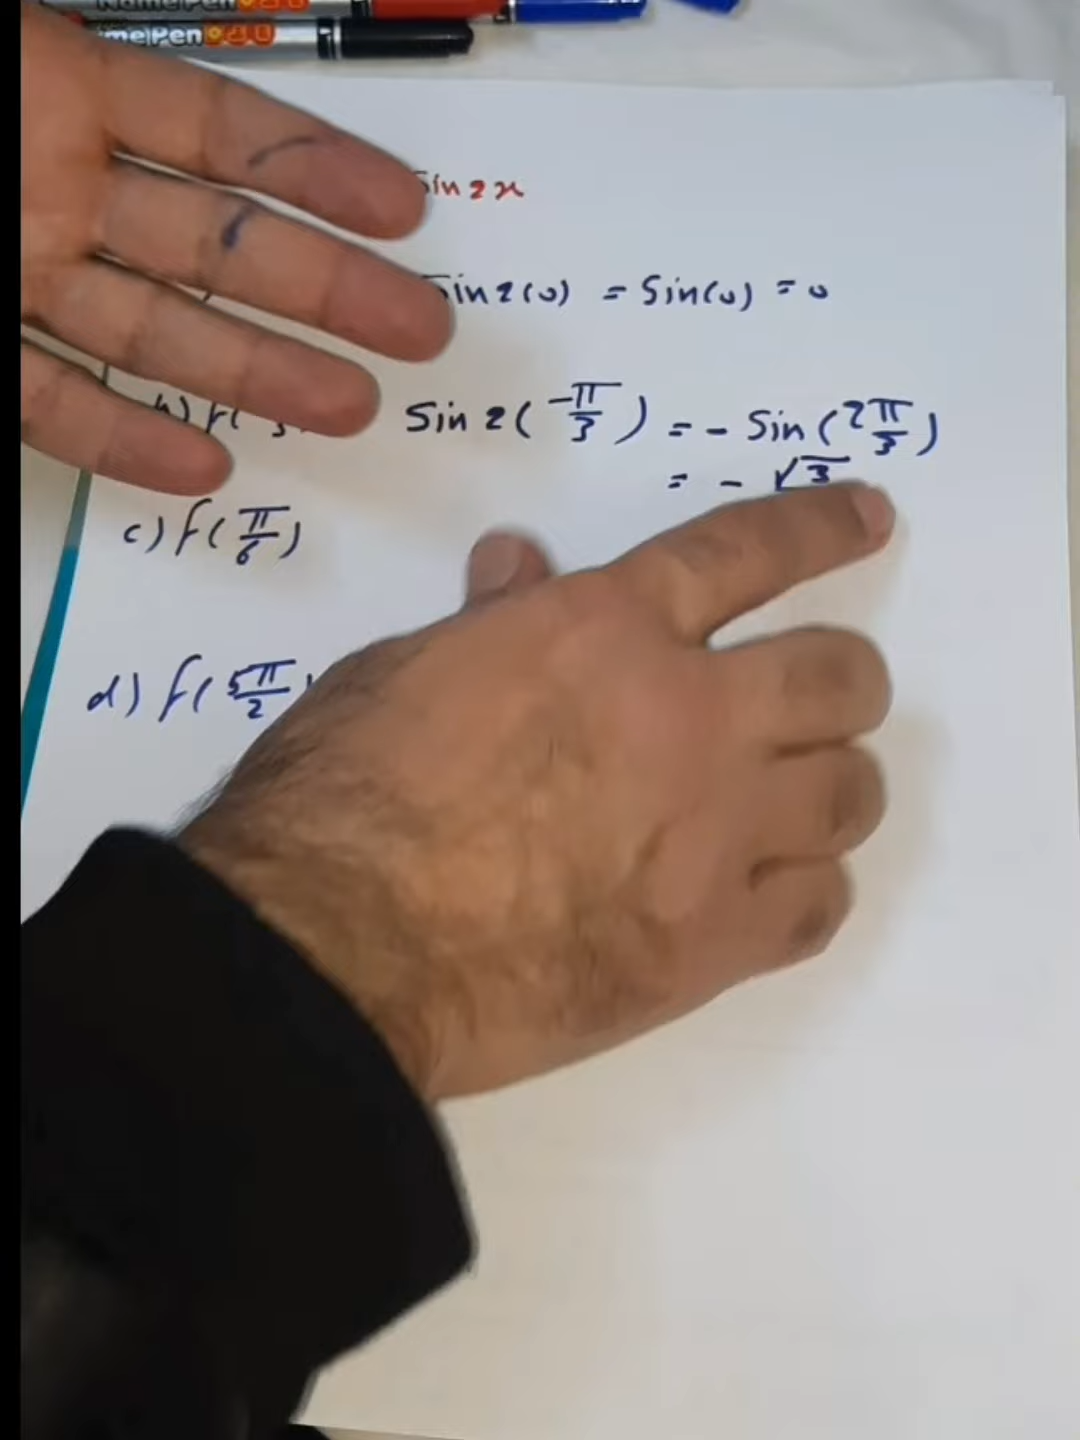 Name Pen
me Pen
Sin 2x
Sin 2(0) = Sin(0) = 0
b) f( Sin 2(-π/3) = - Sin(2π/3)
= - √3
c) f(π/6)
d) f(5π/2)